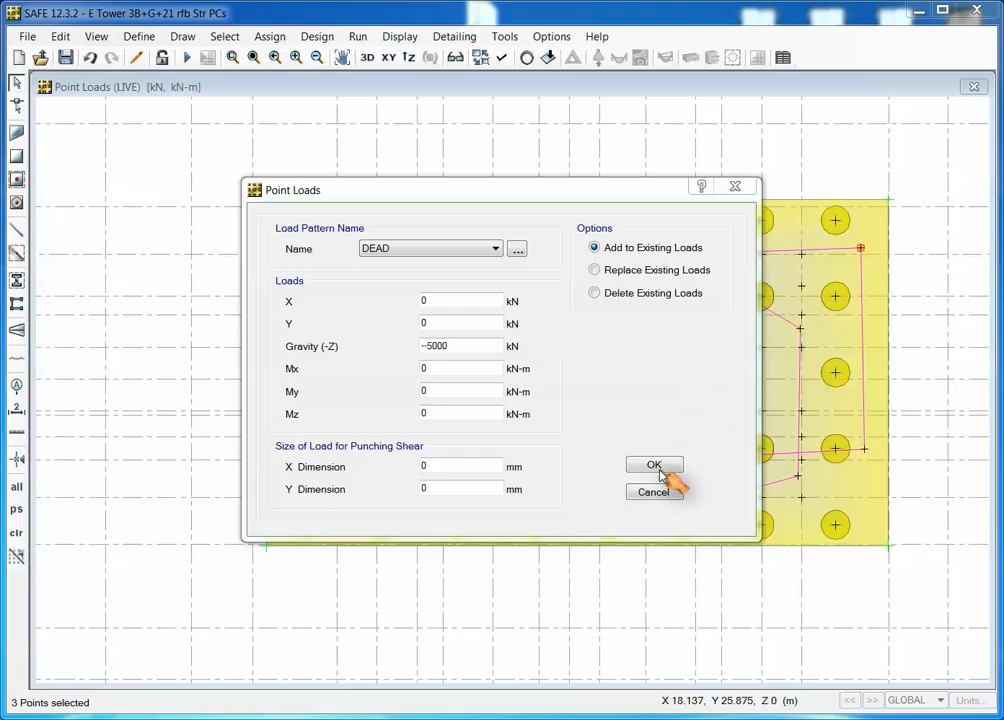 SAFE 12.3.2 - E Tower 3B+G+21 rfb Str PCs
File Edit View Define Draw Select Assign Design Run Display Detailing Tools Options Help
3D XY XZ
Point Loads (LIVE) [kN, kN-m]
Point Loads
Load Pattern Name
Name DEAD ...
Options
Add to Existing Loads
Replace Existing Loads
Delete Existing Loads
Loads
X 0 kN
Y 0 kN
Gravity (-Z) --5000 kN
Mx 0 kN-m
My 0 kN-m
Mz 0 kN-m
Size of Load for Punching Shear
X Dimension 0 mm
Y Dimension 0 mm
OK
Cancel
2
all
ps
clr
3 Points selected
X 18.137, Y 25.875, Z 0 (m)
<< >> GLOBAL Units...